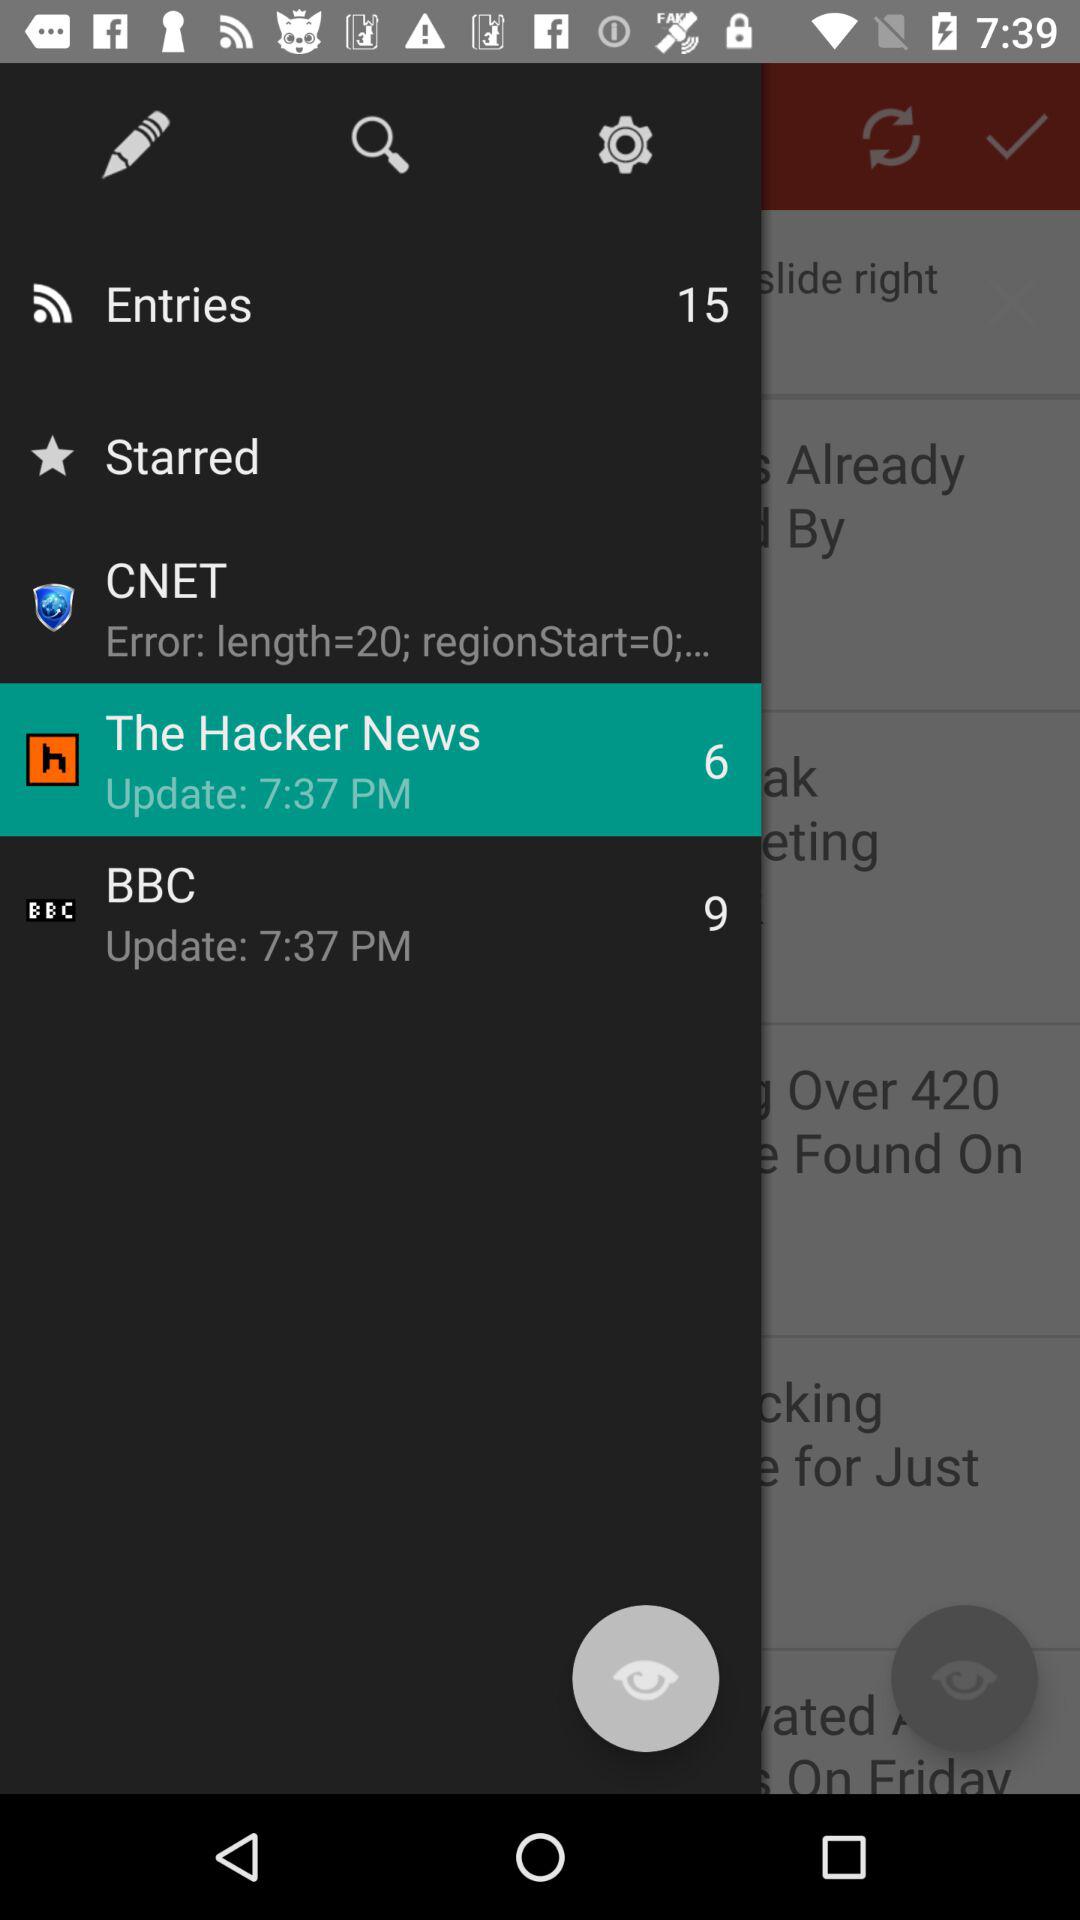 FAKE
7:39
slide right
Entries 15
Already
By
Starred
CNET
Error: length=20; regionStart=0;...
The Hacker News
Update: 7:37 PM
6
ak
eting
BBC
BBC
Update: 7:37 PM
9
g Over 420
e Found On
cking
e for Just
vated
s On Friday